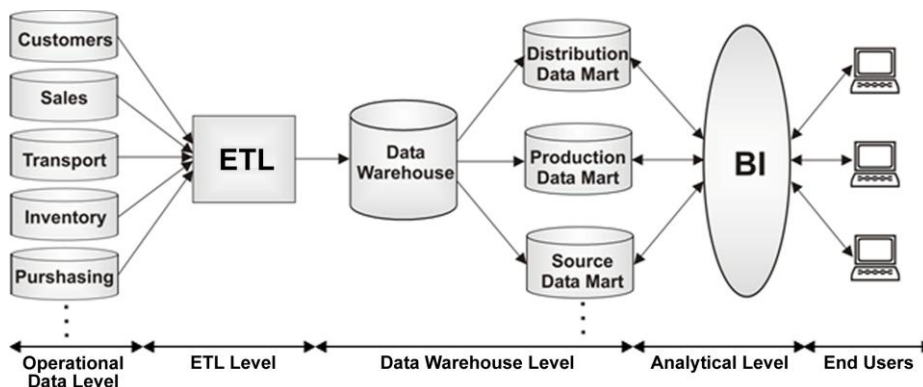 Customers
Sales
Transport
Inventory
Purshasing
ETL
Data
Warehouse
Distribution
Data Mart
Production
Data Mart
Source
Data Mart
BI
Operational
Data Level
ETL Level
Data Warehouse Level
Analytical Level
End Users